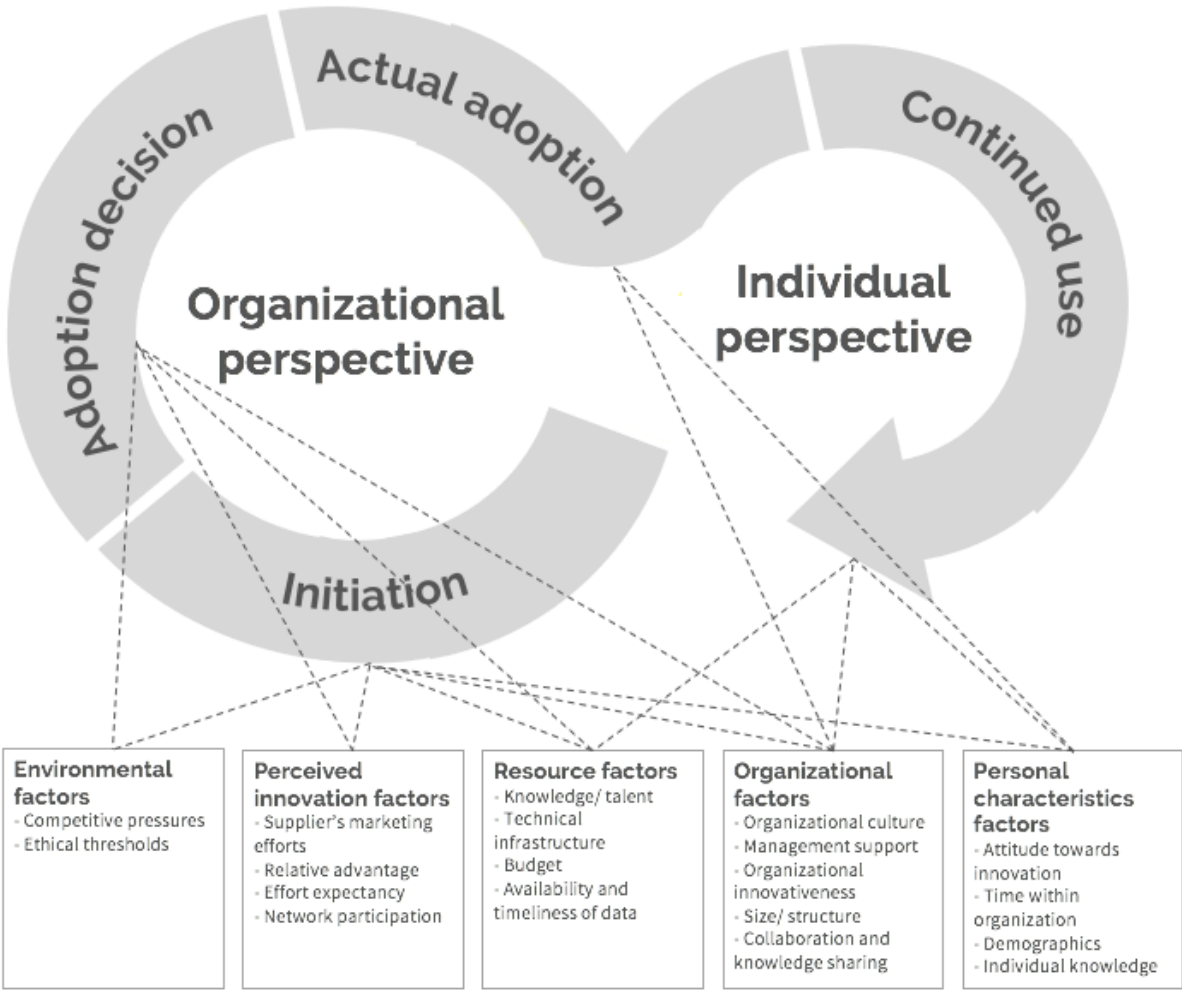 Actual adoption
Continued use
Adoption decision
Organizational
perspective
Individual
perspective
Initiation
Environmental
factors
- Competitive pressures
- Ethical thresholds
Perceived
innovation factors
- Supplier's marketing
efforts
- Relative advantage
- Effort expectancy
- Network participation
Resource factors
- Knowledge/ talent
- Technical
infrastructure
- Budget
- Availability and
timeliness of data
Organizational
factors
- Organizational culture
- Management support
- Organizational
innovativeness
- Size/ structure
- Collaboration and
knowledge sharing
Personal
characteristics
factors
- Attitude towards
innovation
- Time within
organization
- Demographics
- Individual knowledge